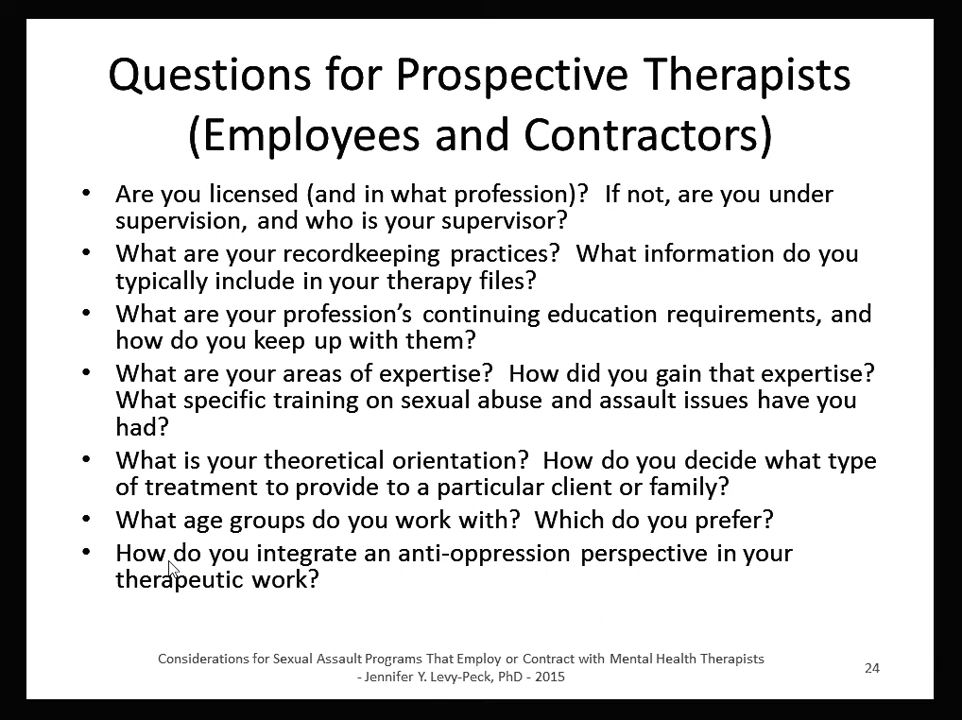 Questions for Prospective Therapists
(Employees and Contractors)
• Are you licensed (and in what profession)?  If not, are you under
supervision, and who is your supervisor?
• What are your recordkeeping practices?  What information do you
typically include in your therapy files?
• What are your profession’s continuing education requirements, and
how do you keep up with them?
• What are your areas of expertise?  How did you gain that expertise?
What specific training on sexual abuse and assault issues have you
had?
• What is your theoretical orientation?  How do you decide what type
of treatment to provide to a particular client or family?
• What age groups do you work with?  Which do you prefer?
• How do you integrate an anti-oppression perspective in your
therapeutic work?
Considerations for Sexual Assault Programs That Employ or Contract with Mental Health Therapists
- Jennifer Y. Levy-Peck, PhD - 2015
24